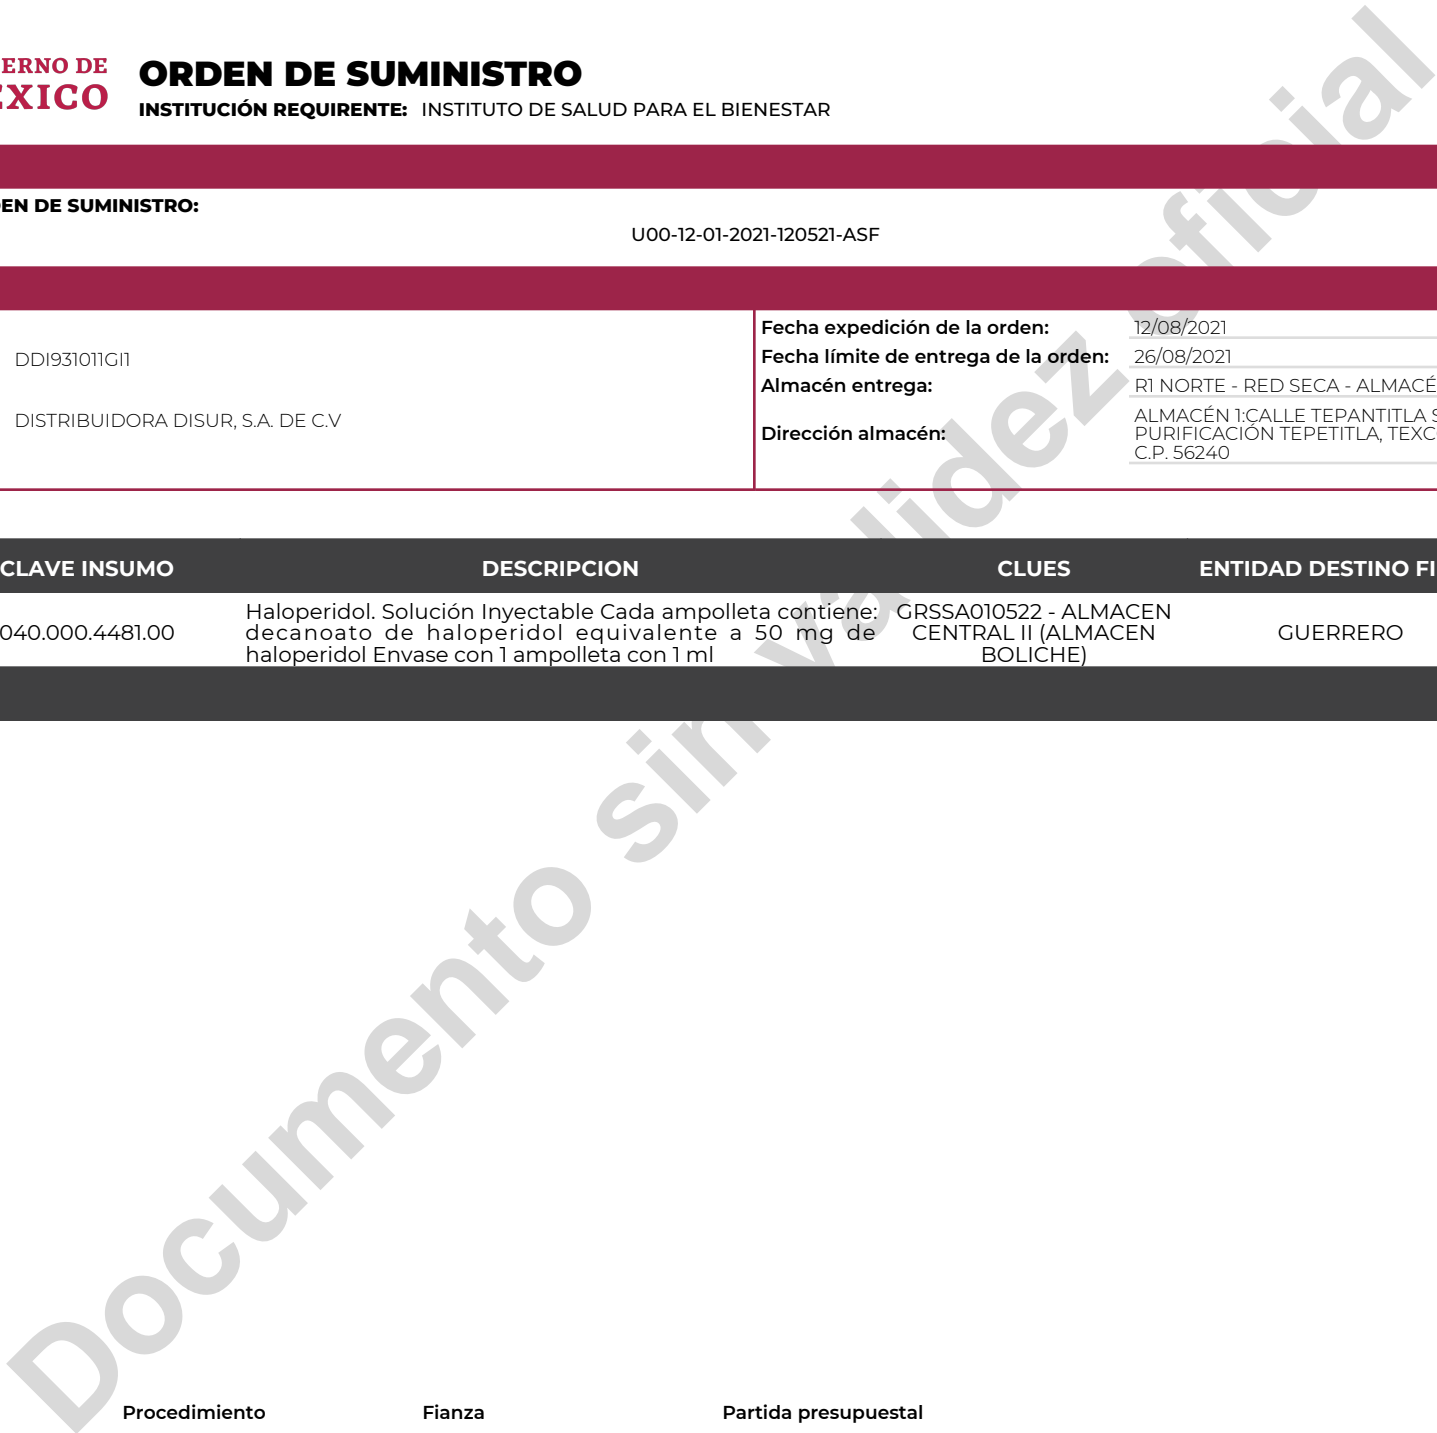 ERNO DE
EXICO
ORDEN DE SUMINISTRO
INSTITUCIÓN REQUIRENTE: INSTITUTO DE SALUD PARA EL BIENESTAR
EN DE SUMINISTRO:
U00-12-01-2021-120521-ASF
DDI931011GI1
DISTRIBUIDORA DISUR, S.A. DE C.V
Fecha expedición de la orden: 12/08/2021
Fecha límite de entrega de la orden: 26/08/2021
Almacén entrega: R1 NORTE - RED SECA - ALMACÉ
Dirección almacén: ALMACÉN 1:CALLE TEPANTITLA S
PURIFICACIÓN TEPETITLA, TEXC
C.P. 56240
CLAVE INSUMO DESCRIPCION CLUES ENTIDAD DESTINO FI
040.000.4481.00
Haloperidol. Solución Inyectable Cada ampolleta contiene:
decanoato de haloperidol equivalente a 50 mg de
haloperidol Envase con 1 ampolleta con 1 ml
GRSSA010522 - ALMACEN
CENTRAL II (ALMACEN
BOLICHE)
GUERRERO
Documento sin validez oficial
Procedimiento Fianza Partida presupuestal